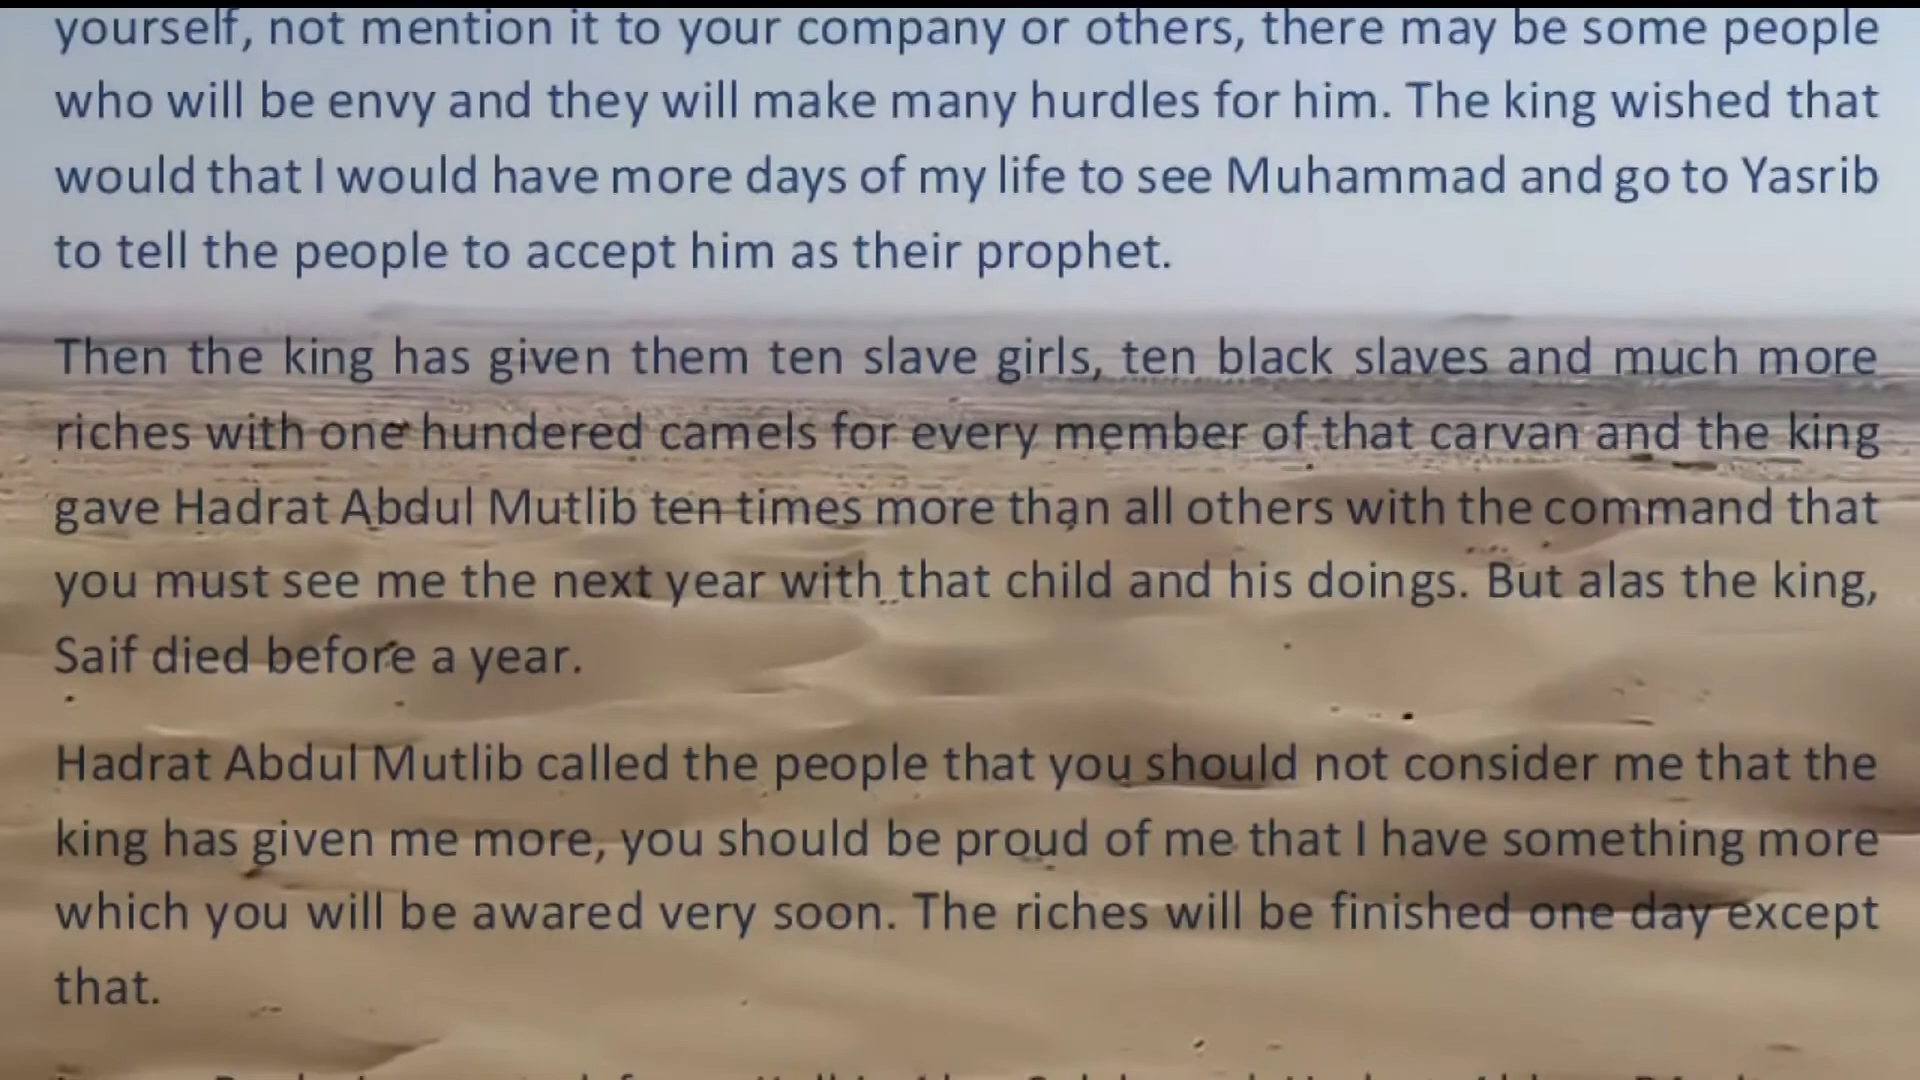 yourself, not mention it to your company or others, there may be some people
who will be envy and they will make many hurdles for him. The king wished that
would that I would have more days of my life to see Muhammad and go to Yasrib
to tell the people to accept him as their prophet.
Then the king has given them ten slave girls, ten black slaves and much more
riches with one hundered camels for every member of that carvan and the king
gave Hadrat Abdul Mutlib ten times more than all others with the command that
you must see me the next year with that child and his doings. But alas the king,
Saif died before a year.
Hadrat Abdul Mutlib called the people that you should not consider me that the
king has given me more, you should be proud of me that I have something more
which you will be awared very soon. The riches will be finished one day except
that.